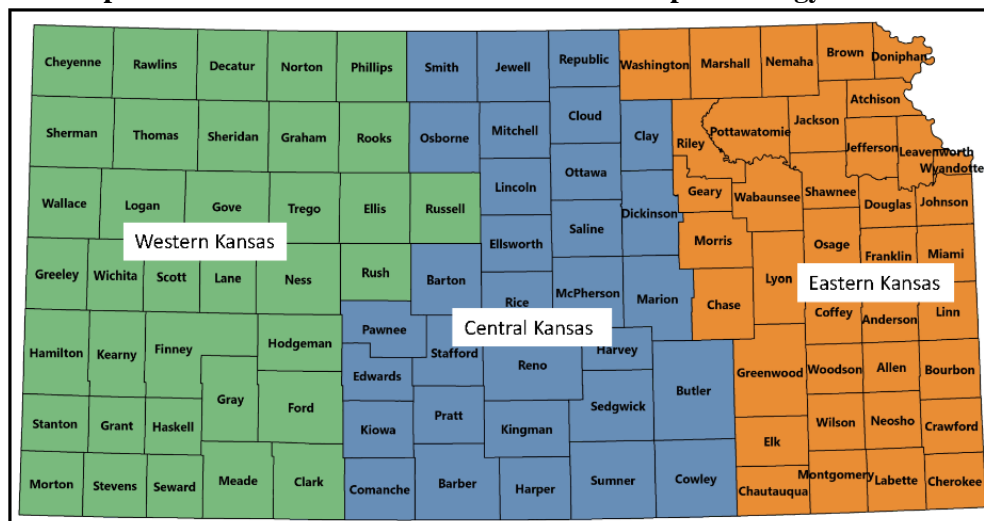 Cheyenne Rawlins Decatur Norton Phillips Smith Jewell Republic Washington Marshall Nemaha Brown Doniphan
Sherman Thomas Sheridan Graham Rooks Osborne Mitchell Cloud Clay Riley Pottawatomie Jackson Atchison
Jefferson Leavenworth
Wyandotte
Wallace Logan Gove Trego Ellis Russell Lincoln Ottawa Dickinson Geary Wabaunsee Shawnee Douglas Johnson
Western Kansas
Greeley Wichita Scott Lane Ness Rush Barton Ellsworth Saline Morris Osage Franklin Miami
Rice McPherson Marion Chase Lyon
Eastern Kansas
Coffey Anderson Linn
Central Kansas
Hamilton Kearny Finney Hodgeman Pawnee Stafford Reno Harvey
Gray Ford Edwards Sedgwick Butler Greenwood Woodson Allen Bourbon
Stanton Grant Haskell Kiowa Pratt Kingman Elk Wilson Neosho Crawford
Morton Stevens Seward Meade Clark Comanche Barber Harper Sumner Cowley Chautauqua Montgomery Labette Cherokee